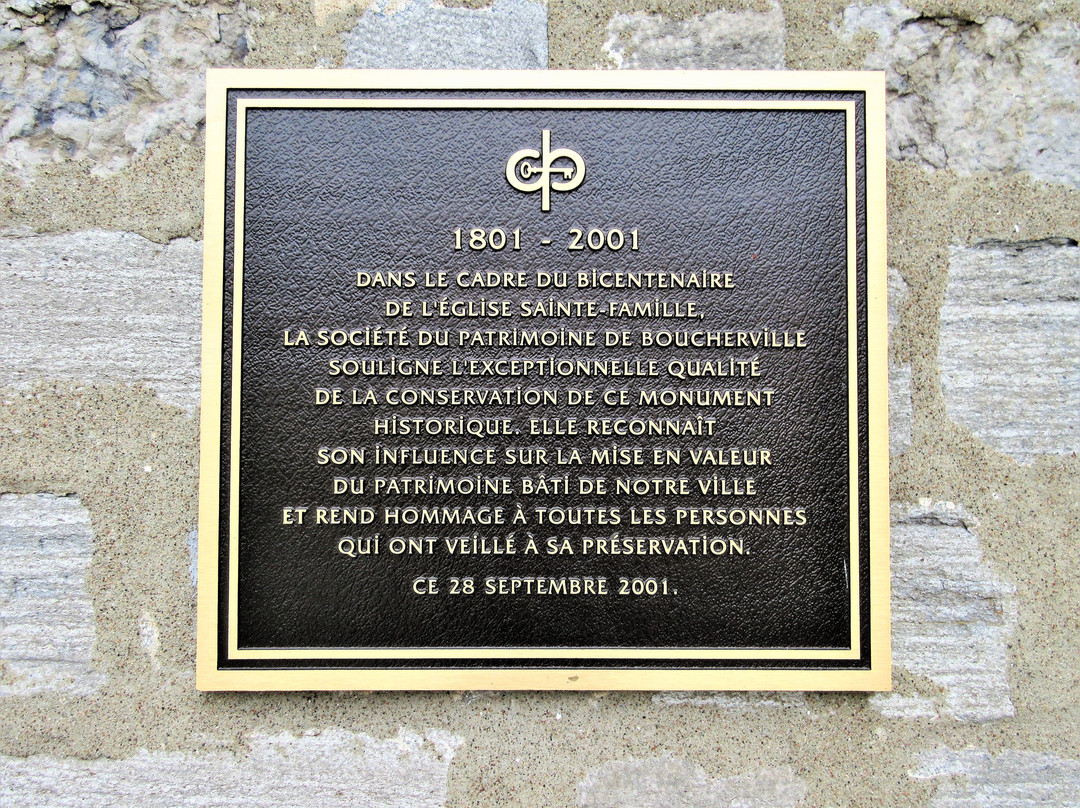 1801 - 2001
DANS LE CADRE DU BICENTENAIRE
DE L'ÉGLISE SAINTE-FAMILLE,
LA SOCIÉTÉ DU PATRIMOINE DE BOUCHERVILLE
SOULIGNE L'EXCEPTIONNELLE QUALITÉ
DE LA CONSERVATION DE CE MONUMENT
HISTORIQUE. ELLE RECONNAÎT
SON INFLUENCE SUR LA MISE EN VALEUR
DU PATRIMOINE BÂTI DE NOTRE VILLE
ET REND HOMMAGE À TOUTES LES PERSONNES
QUI ONT VEILLÉ À SA PRÉSERVATION.
CE 28 SEPTEMBRE 2001.